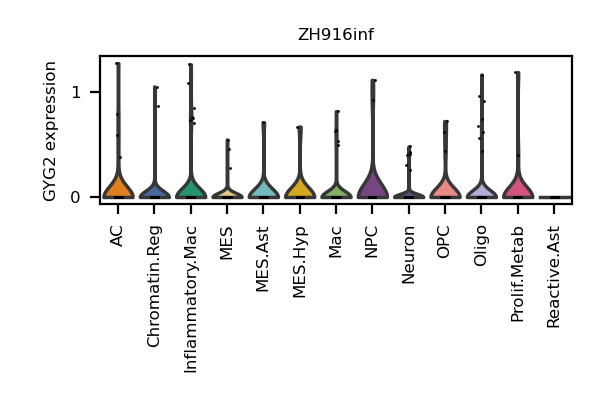 ZH916inf
GYG2 expression
1
0
AC
Chromatin.Reg
Inflammatory.Mac
MES
MES.Ast
MES.Hyp
Mac
NPC
Neuron
OPC
Oligo
Prolif.Metab
Reactive.Ast